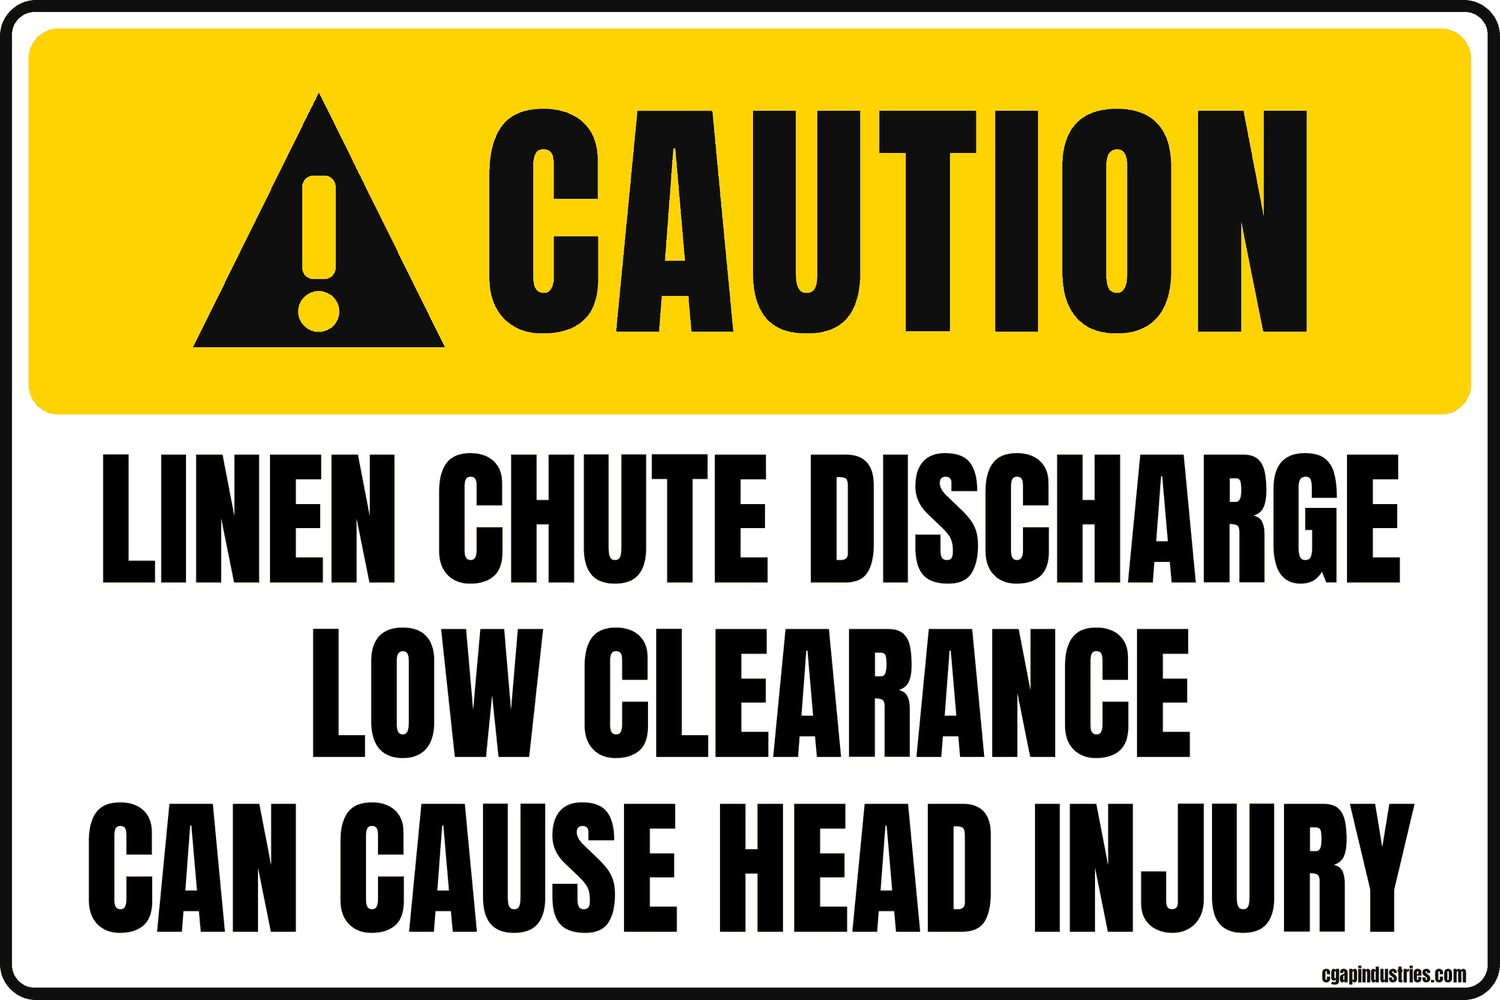 CAUTION
LINEN CHUTE DISCHARGE
LOW CLEARANCE
CAN CAUSE HEAD INJURY
cgapindustries.com